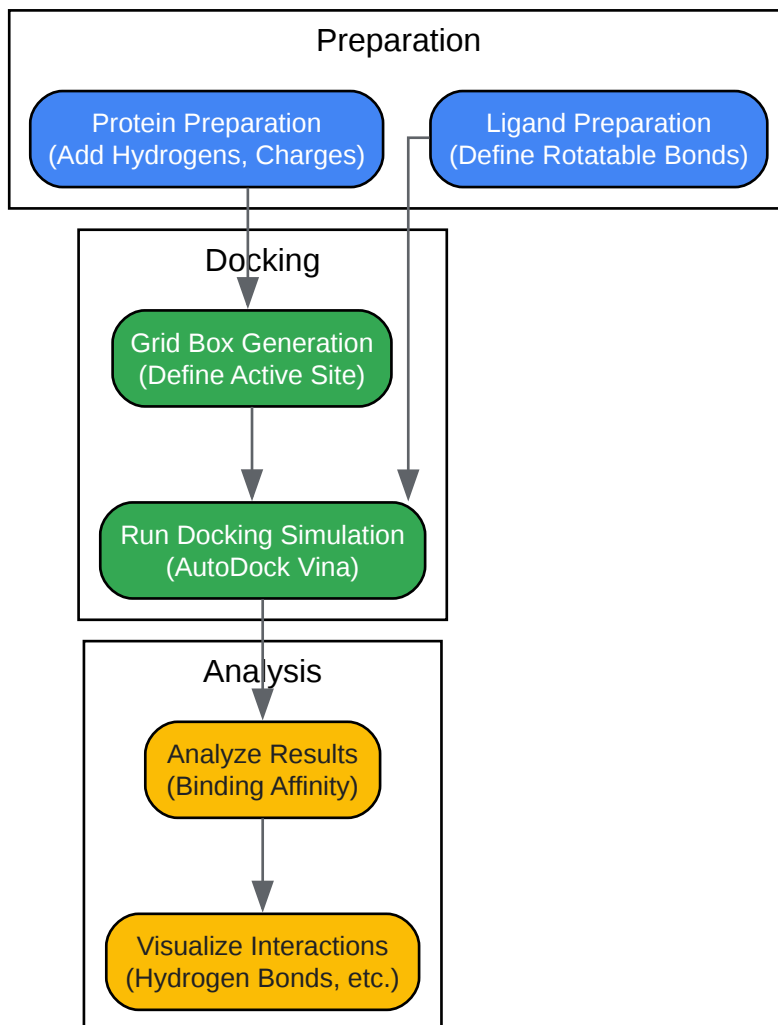 Preparation
Protein Preparation
(Add Hydrogens, Charges)
Ligand Preparation
(Define Rotatable Bonds)
Docking
Grid Box Generation
(Define Active Site)
Run Docking Simulation
(AutoDock Vina)
Analysis
Analyze Results
(Binding Affinity)
Visualize Interactions
(Hydrogen Bonds, etc.)